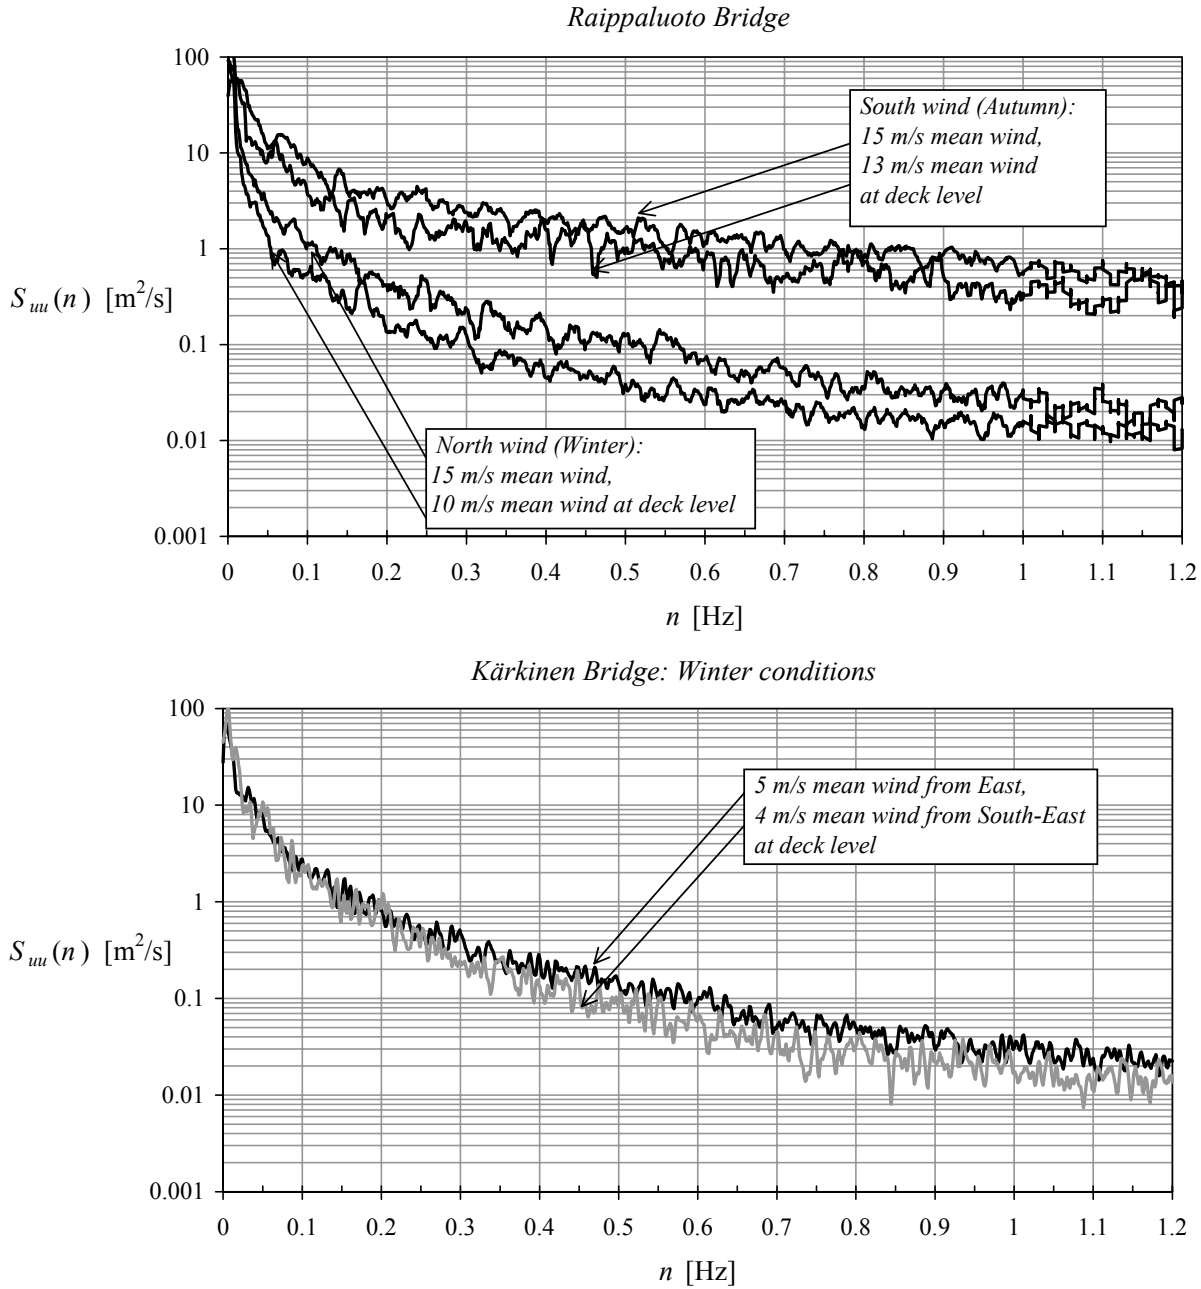 Raippaluoto Bridge
100
10
1
0.1
0.01
0.001
S uu (n) [m²/s]
South wind (Autumn):
15 m/s mean wind,
13 m/s mean wind
at deck level
North wind (Winter):
15 m/s mean wind,
10 m/s mean wind at deck level
0 0.1 0.2 0.3 0.4 0.5 0.6 0.7 0.8 0.9 1 1.1 1.2
n [Hz]
Kärkinen Bridge: Winter conditions
100
10
1
0.1
0.01
0.001
S uu (n) [m²/s]
5 m/s mean wind from East,
4 m/s mean wind from South-East
at deck level
0 0.1 0.2 0.3 0.4 0.5 0.6 0.7 0.8 0.9 1 1.1 1.2
n [Hz]